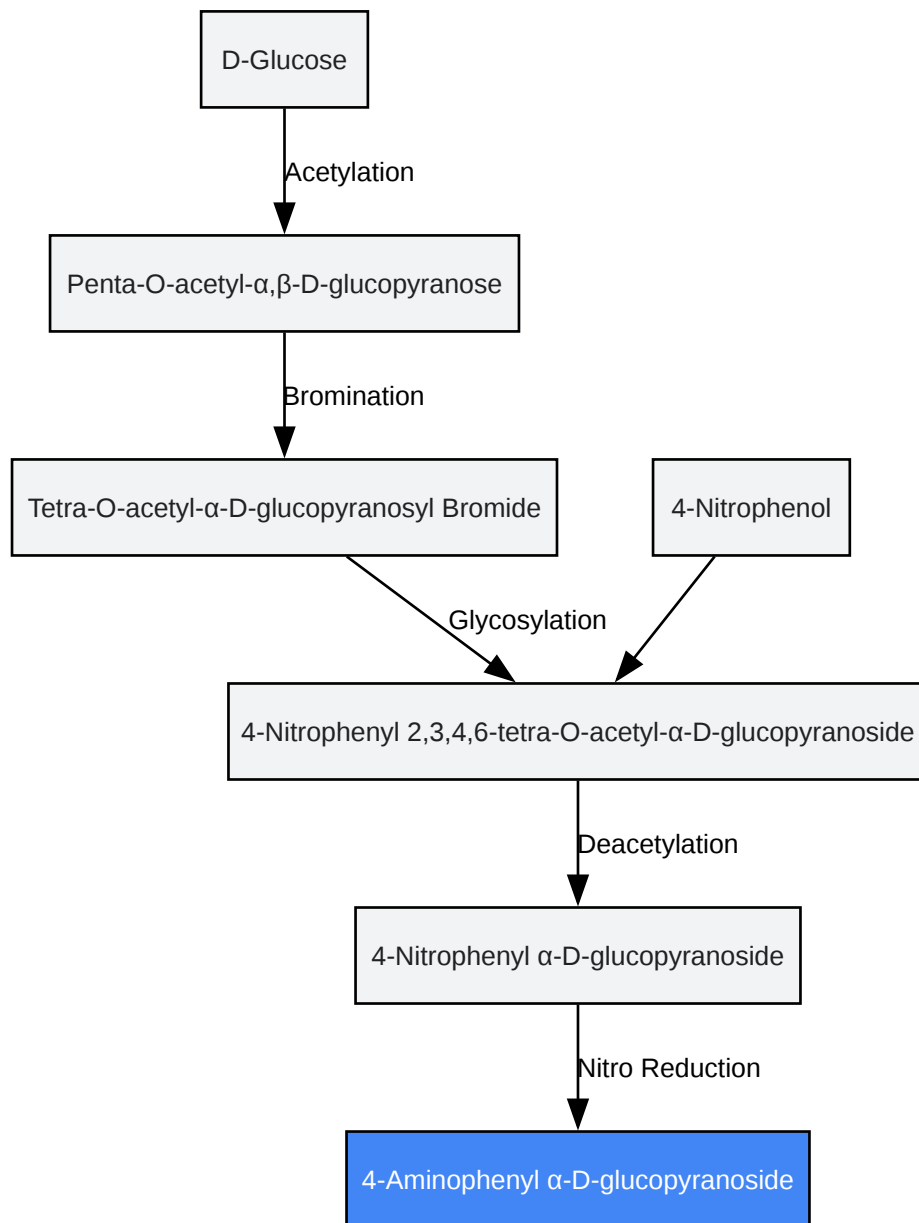 D-Glucose
Acetylation
Penta-O-acetyl-α,β-D-glucopyranose
Bromination
Tetra-O-acetyl-α-D-glucopyranosyl Bromide
4-Nitrophenol
Glycosylation
4-Nitrophenyl 2,3,4,6-tetra-O-acetyl-α-D-glucopyranoside
Deacetylation
4-Nitrophenyl α-D-glucopyranoside
Nitro Reduction
4-Aminophenyl α-D-glucopyranoside